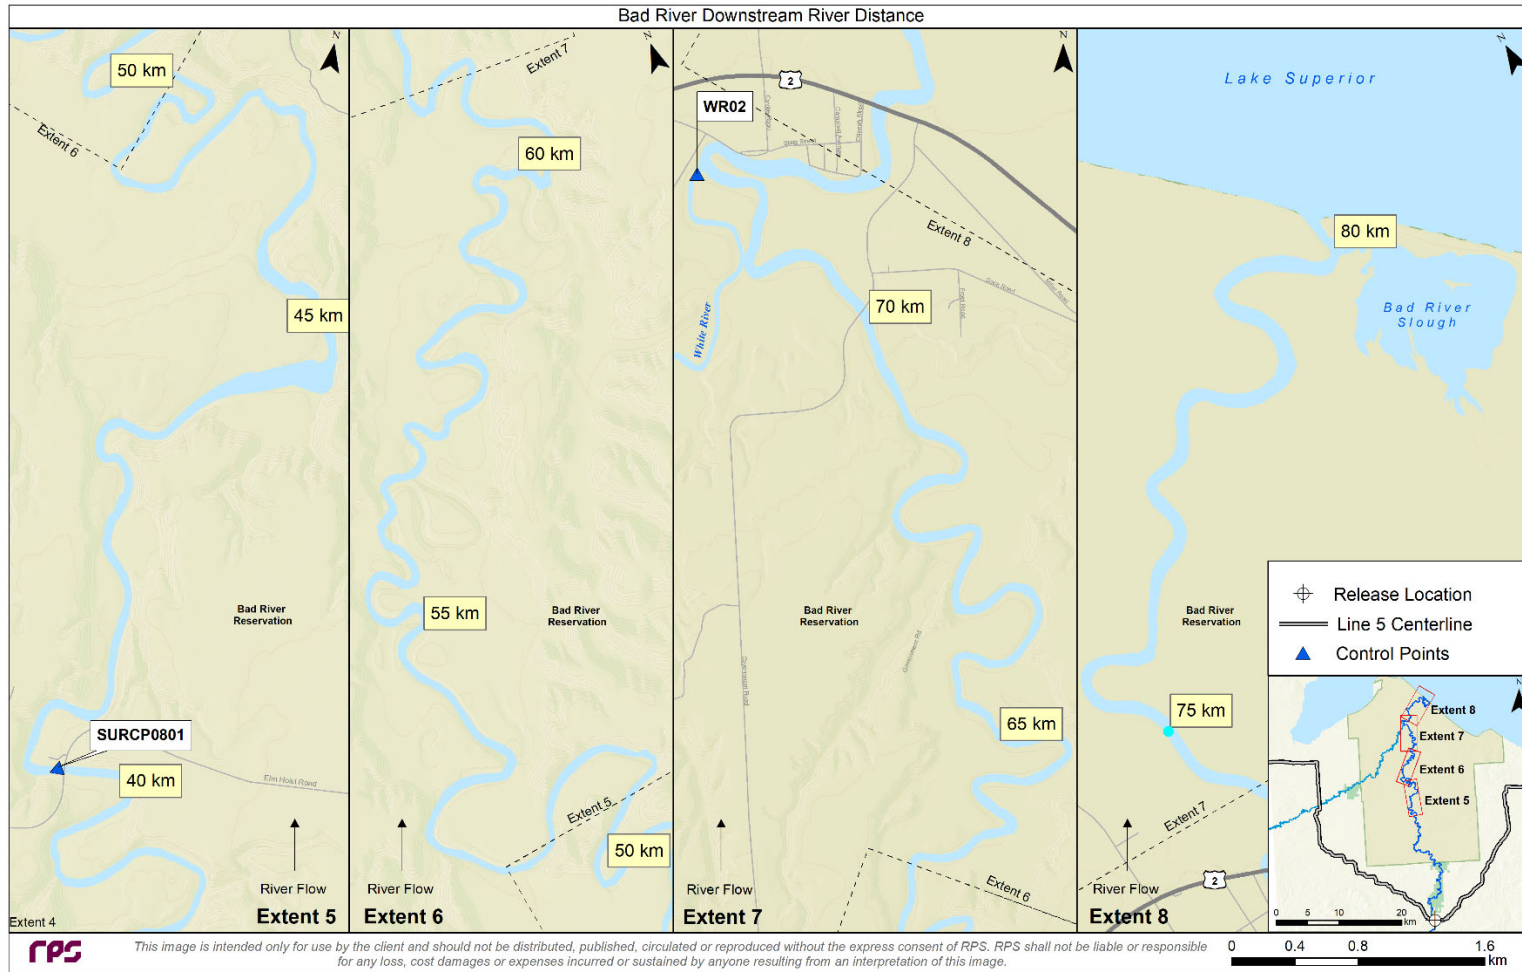 Bad River Downstream River Distance
N
50 km
Extent 6
45 km
Bad River
Reservation
SURCP0801
40 km
Elm Hoist Road
River Flow
Extent 4
Extent 5
N
Extent 7
60 km
55 km
Bad River
Reservation
Extent 5
50 km
River Flow
Extent 6
N
2
WR02
State Road
Extent 8
White River
70 km
State Road
Bad River
Reservation
Government Rd
65 km
Extent 6
River Flow
Extent 7
N
Lake Superior
80 km
Bad River
Slough
Bad River
Reservation
75 km
Extent 7
2
River Flow
Extent 8
Release Location
Line 5 Centerline
Control Points
N
Extent 8
Extent 7
Extent 6
Extent 5
0 5 10 20
km
RPS
This image is intended only for use by the client and should not be distributed, published, circulated or reproduced without the express consent of RPS. RPS shall not be liable or responsible
for any loss, cost damages or expenses incurred or sustained by anyone resulting from an interpretation of this image.
0 0.4 0.8 1.6
km